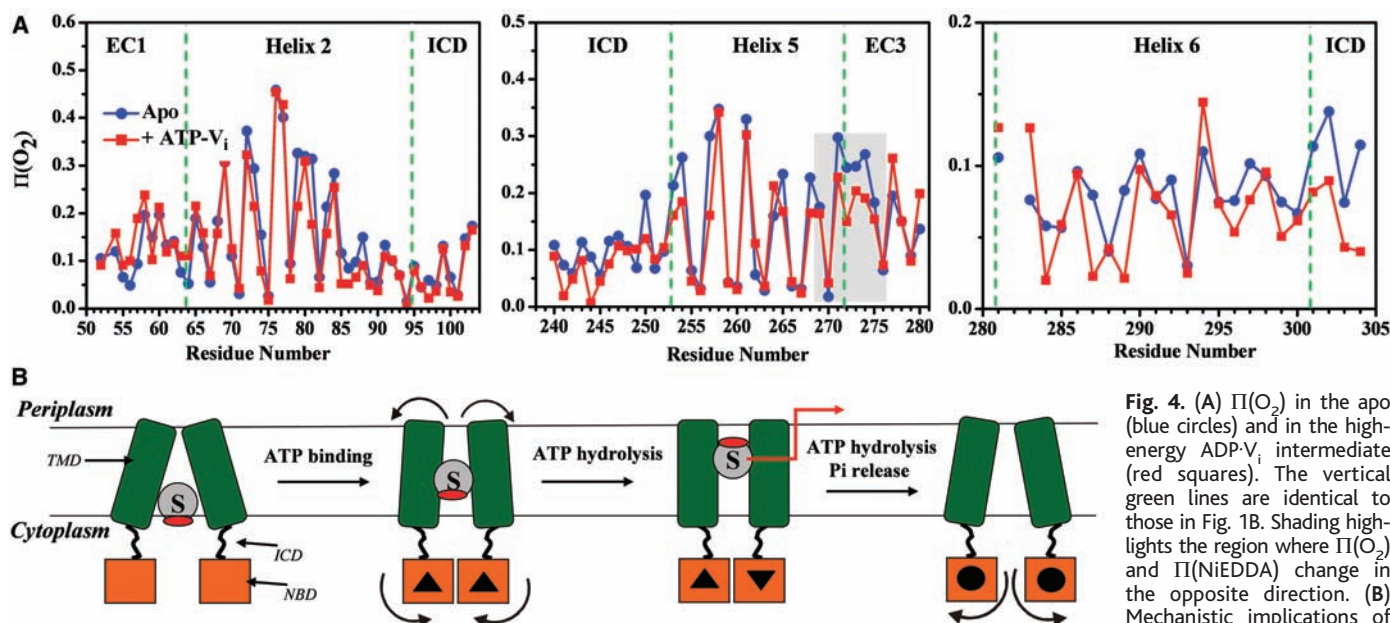 A
0.6
0.5
0.4
0.3
0.2
0.1
0.0
Π(O₂)
EC1
Helix 2
ICD
Apo
+ ATP-Vᵢ
50 55 60 65 70 75 80 85 90 95 100
Residue Number
0.5
0.4
0.3
0.2
0.1
0.0
ICD
Helix 5
EC3
240 245 250 255 260 265 270 275 280
Residue Number
0.2
0.1
0.0
Helix 6
ICD
281 285 290 295 300 305
Residue Number
B
Periplasm
TMD
Cytoplasm
S
ICD
NBD
ATP binding
S
ATP hydrolysis
S
ATP hydrolysis
Pi release
Fig. 4. (A) Π(O₂) in the apo
(blue circles) and in the high-
energy ADP·Vᵢ intermediate
(red squares). The vertical
green lines are identical to
those in Fig. 1B. Shading high-
lights the region where Π(O₂)
and Π(NiEDDA) change in
the opposite direction. (B)
Mechanistic implications of